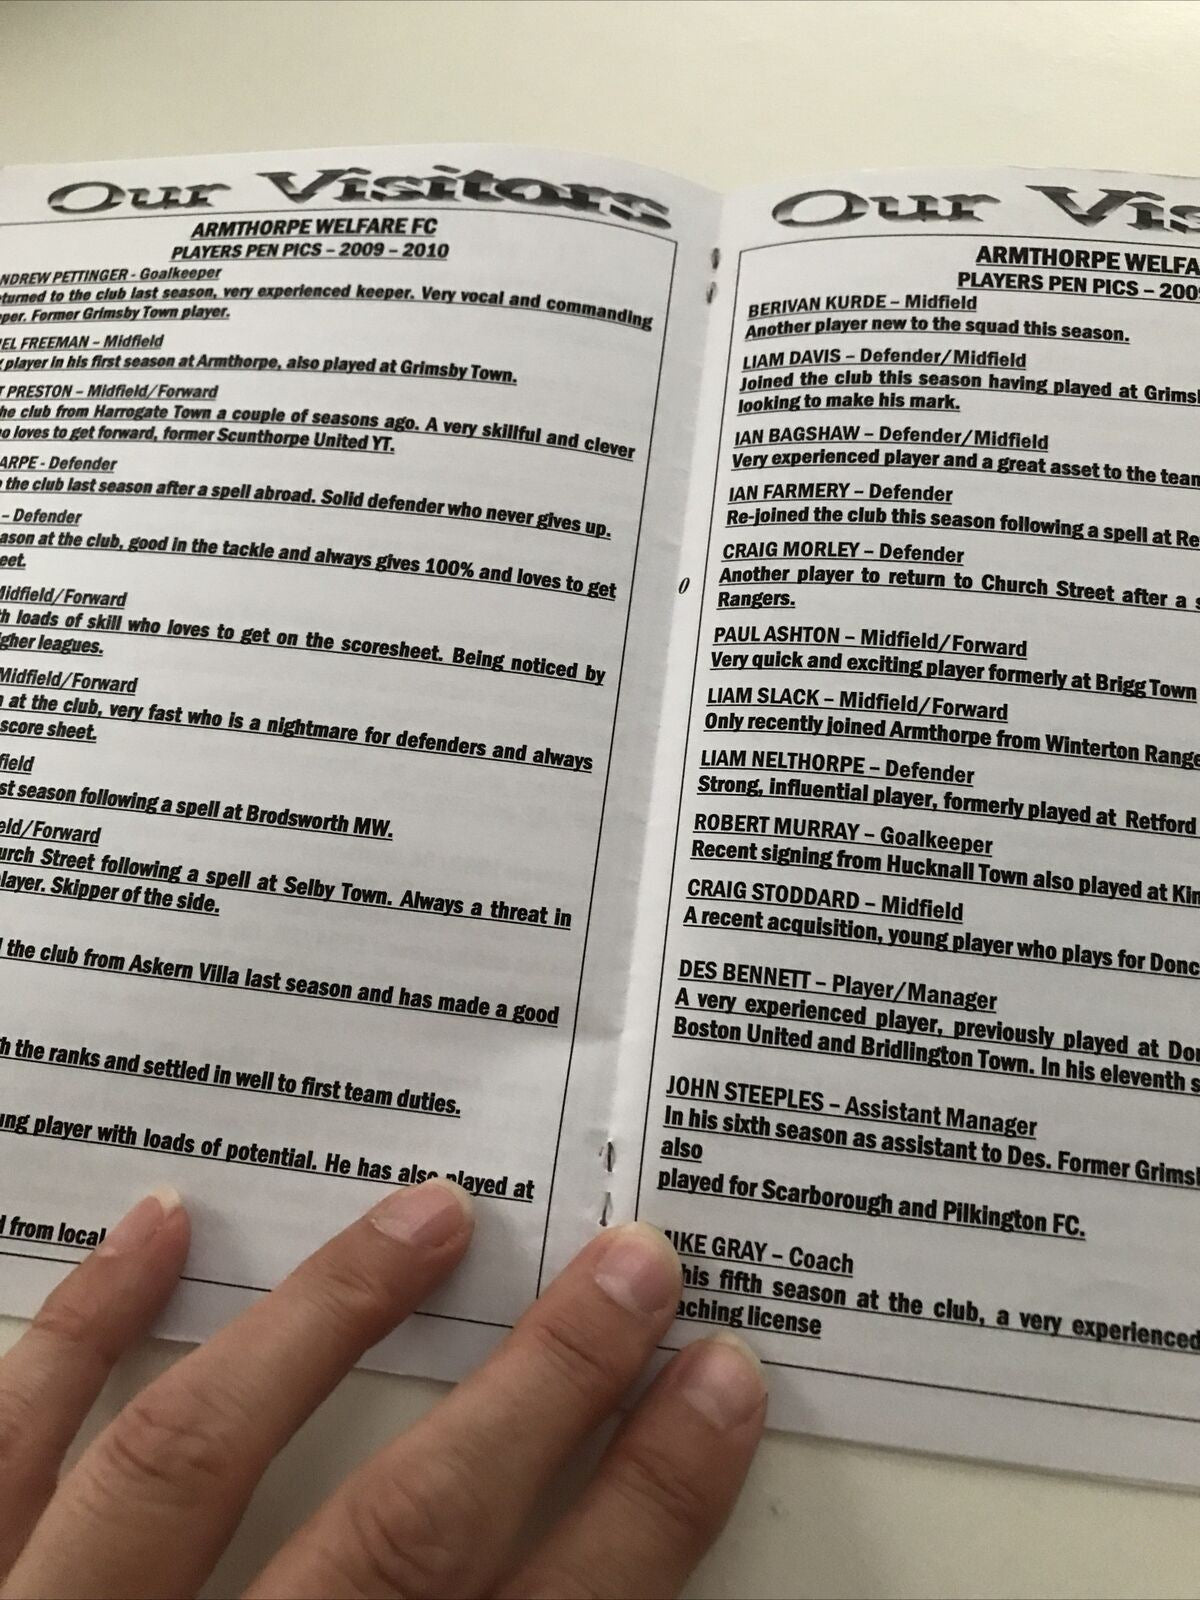 Our Visitors
ARMTHORPE WELFARE FC
PLAYERS PEN PICS – 2009 – 2010
NDREW PETTINGER - Goalkeeper
turned to the club last season, very experienced keeper. Very vocal and commanding
per. Former Grimsby Town player.
EL FREEMAN – Midfield
player in his first season at Armthorpe, also played at Grimsby Town.
T PRESTON – Midfield/Forward
he club from Harrogate Town a couple of seasons ago. A very skillful and clever
o loves to get forward, former Scunthorpe United YT.
ARPE - Defender
the club last season after a spell abroad. Solid defender who never gives up.
– Defender
ason at the club, good in the tackle and always gives 100% and loves to get
eet.
Midfield/Forward
h loads of skill who loves to get on the scoresheet. Being noticed by
gher leagues.
Midfield/Forward
n at the club, very fast who is a nightmare for defenders and always
score sheet.
field
st season following a spell at Brodsworth MW.
eld/Forward
urch Street following a spell at Selby Town. Always a threat in
layer. Skipper of the side.
the club from Askern Villa last season and has made a good
h the ranks and settled in well to first team duties.
ung player with loads of potential. He has also played at
d from local
0
Our Vis
ARMTHORPE WELFA
PLAYERS PEN PICS – 200
BERIVAN KURDE – Midfield
Another player new to the squad this season.
LIAM DAVIS – Defender/Midfield
Joined the club this season having played at Grims
looking to make his mark.
IAN BAGSHAW – Defender/Midfield
Very experienced player and a great asset to the team
IAN FARMERY – Defender
Re-joined the club this season following a spell at Re
CRAIG MORLEY – Defender
Another player to return to Church Street after a s
Rangers.
PAUL ASHTON – Midfield/Forward
Very quick and exciting player formerly at Brigg Town
LIAM SLACK – Midfield/Forward
Only recently joined Armthorpe from Winterton Range
LIAM NELTHORPE – Defender
Strong, influential player, formerly played at Retford
ROBERT MURRAY – Goalkeeper
Recent signing from Hucknall Town also played at Kin
CRAIG STODDARD – Midfield
A recent acquisition, young player who plays for Donc
DES BENNETT – Player/Manager
A very experienced player, previously played at Don
Boston United and Bridlington Town. In his eleventh s
JOHN STEEPLES – Assistant Manager
In his sixth season as assistant to Des. Former Grims
also
played for Scarborough and Pilkington FC.
MIKE GRAY – Coach
his fifth season at the club, a very experienced
aching license